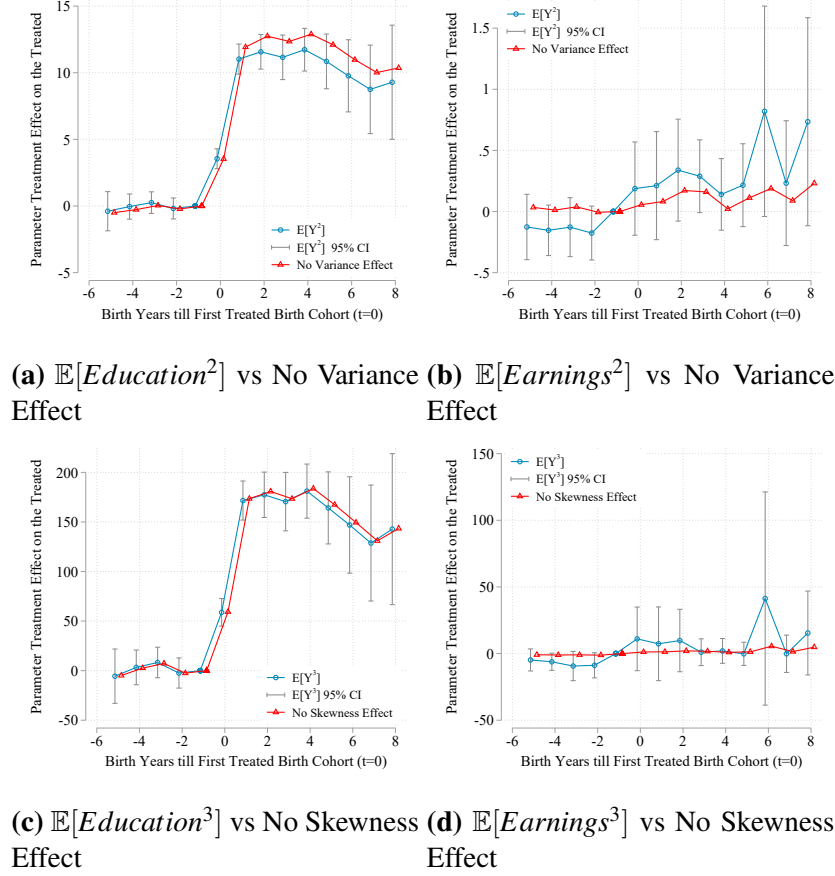 Parameter Treatment Effect on the Treated
15
10
5
0
-5
-6 -4 -2 0 2 4 6 8
Birth Years till First Treated Birth Cohort (t=0)
E[Y²]
E[Y²] 95% CI
No Variance Effect
Parameter Treatment Effect on the Treated
1.5
1
.5
0
-.5
-6 -4 -2 0 2 4 6 8
Birth Years till First Treated Birth Cohort (t=0)
E[Y²]
E[Y²] 95% CI
No Variance Effect
(a) 𝔼[Education²] vs No Variance
Effect
(b) 𝔼[Earnings²] vs No Variance
Effect
Parameter Treatment Effect on the Treated
200
150
100
50
0
-50
-6 -4 -2 0 2 4 6 8
Birth Years till First Treated Birth Cohort (t=0)
E[Y³]
E[Y³] 95% CI
No Skewness Effect
Parameter Treatment Effect on the Treated
150
100
50
0
-50
-6 -4 -2 0 2 4 6 8
Birth Years till First Treated Birth Cohort (t=0)
E[Y³]
E[Y³] 95% CI
No Skewness Effect
(c) 𝔼[Education³] vs No Skewness
Effect
(d) 𝔼[Earnings³] vs No Skewness
Effect